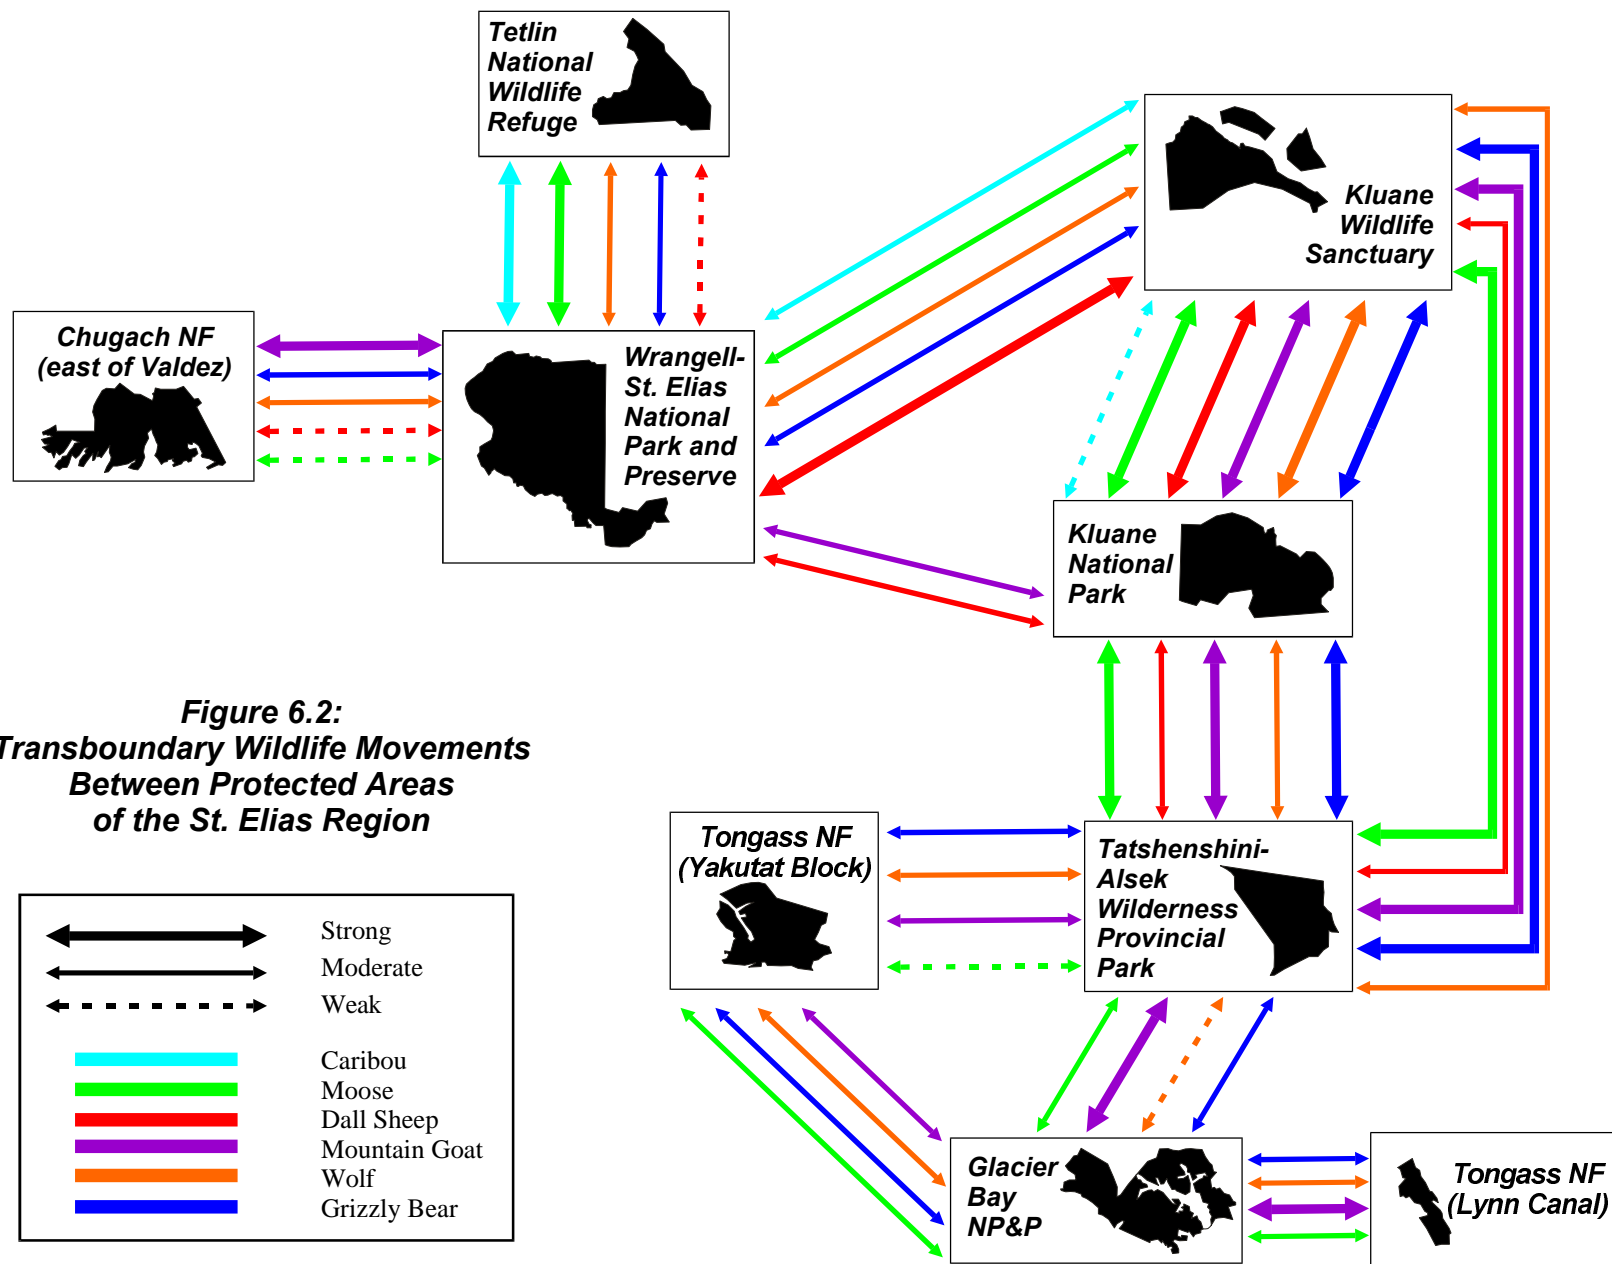 Tetlin
National
Wildlife
Refuge
Kluane
Wildlife
Sanctuary
Chugach NF
(east of Valdez)
Wrangell-
St. Elias
National
Park and
Preserve
Kluane
National
Park
Figure 6.2:
Transboundary Wildlife Movements
Between Protected Areas
of the St. Elias Region
Tongass NF
(Yakutat Block)
Tatshenshini-
Alsek
Wilderness
Provincial
Park
Strong
Moderate
Weak
Caribou
Moose
Dall Sheep
Mountain Goat
Wolf
Grizzly Bear
Glacier
Bay
NP&P
Tongass NF
(Lynn Canal)